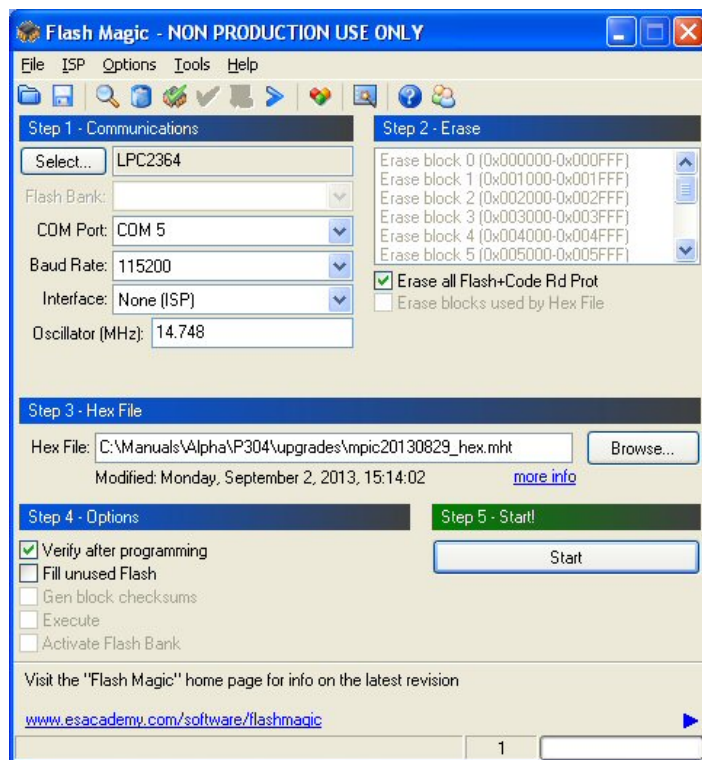 Flash Magic - NON PRODUCTION USE ONLY
File ISP Options Tools Help
Step 1 - Communications
Select... LPC2364
Flash Bank:
COM Port: COM 5
Baud Rate: 115200
Interface: None (ISP)
Oscillator (MHz): 14.748
Step 2 - Erase
Erase block 0 (0x000000-0x000FFF)
Erase block 1 (0x001000-0x001FFF)
Erase block 2 (0x002000-0x002FFF)
Erase block 3 (0x003000-0x003FFF)
Erase block 4 (0x004000-0x004FFF)
Erase block 5 (0x005000-0x005FFF)
Erase all Flash+Code Rd Prot
Erase blocks used by Hex File
Step 3 - Hex File
Hex File: C:\Manuals\Alpha\P304\upgrades\mpic20130829_hex.mht Browse...
Modified: Monday, September 2, 2013, 15:14:02 more info
Step 4 - Options
Verify after programming
Fill unused Flash
Gen block checksums
Execute
Activate Flash Bank
Step 5 - Start!
Start
Visit the "Flash Magic" home page for info on the latest revision
www.esacademy.com/software/flashmagic
1